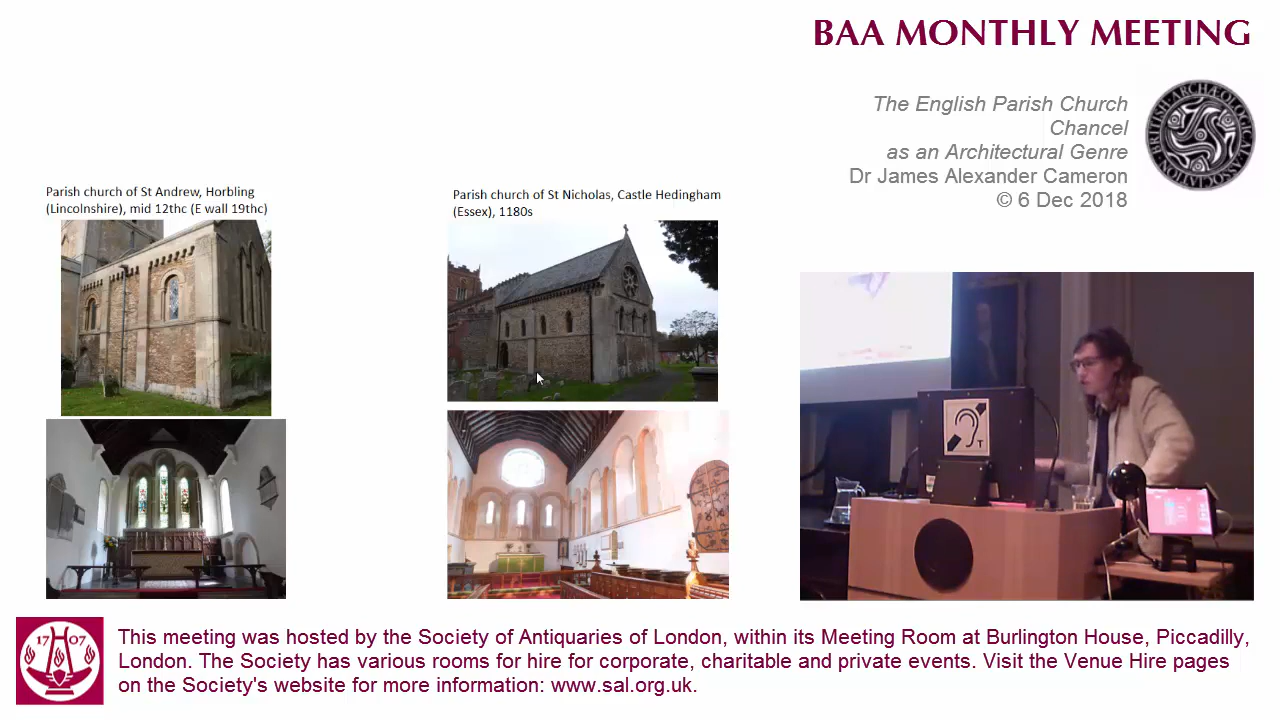 BAA MONTHLY MEETING
The English Parish Church
Chancel
as an Architectural Genre
Dr James Alexander Cameron
© 6 Dec 2018
BRITISH ARCHÆOLOGICAL ASSOCIATION
Parish church of St Andrew, Horbling
(Lincolnshire), mid 12thc (E wall 19thc)
Parish church of St Nicholas, Castle Hedingham
(Essex), 1180s
T
1707
This meeting was hosted by the Society of Antiquaries of London, within its Meeting Room at Burlington House, Piccadilly,
London. The Society has various rooms for hire for corporate, charitable and private events. Visit the Venue Hire pages
on the Society's website for more information: www.sal.org.uk.